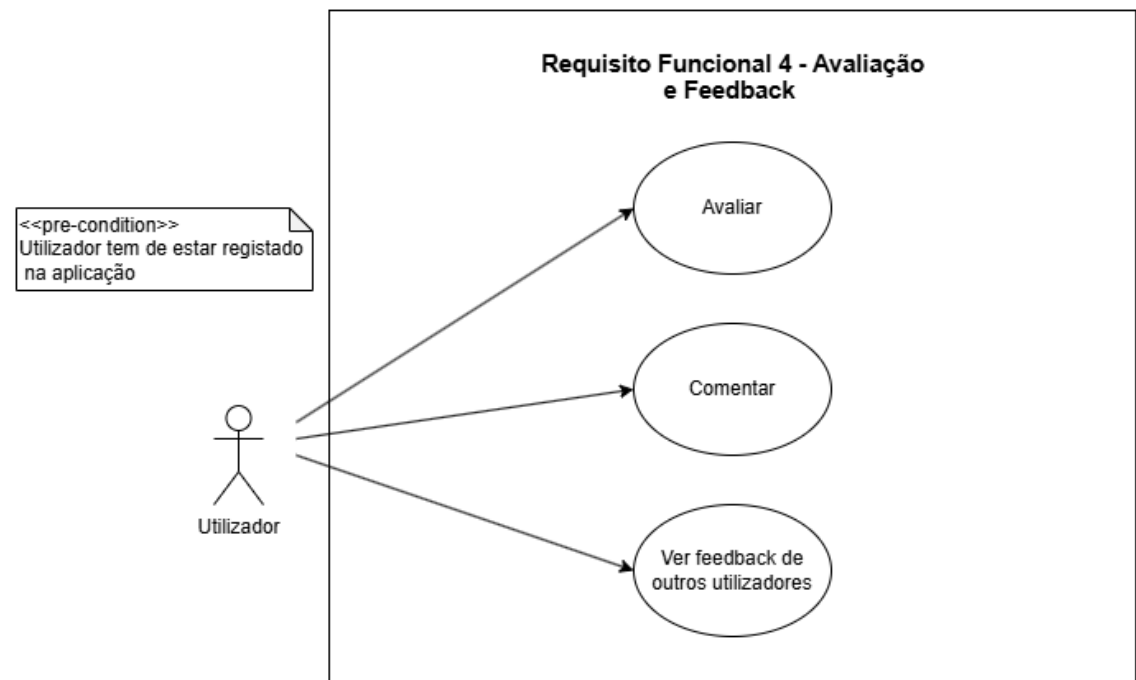 Requisito Funcional 4 - Avaliação
e Feedback
Avaliar
<<pre-condition>>
Utilizador tem de estar registado
na aplicação
Comentar
Utilizador
Ver feedback de
outros utilizadores